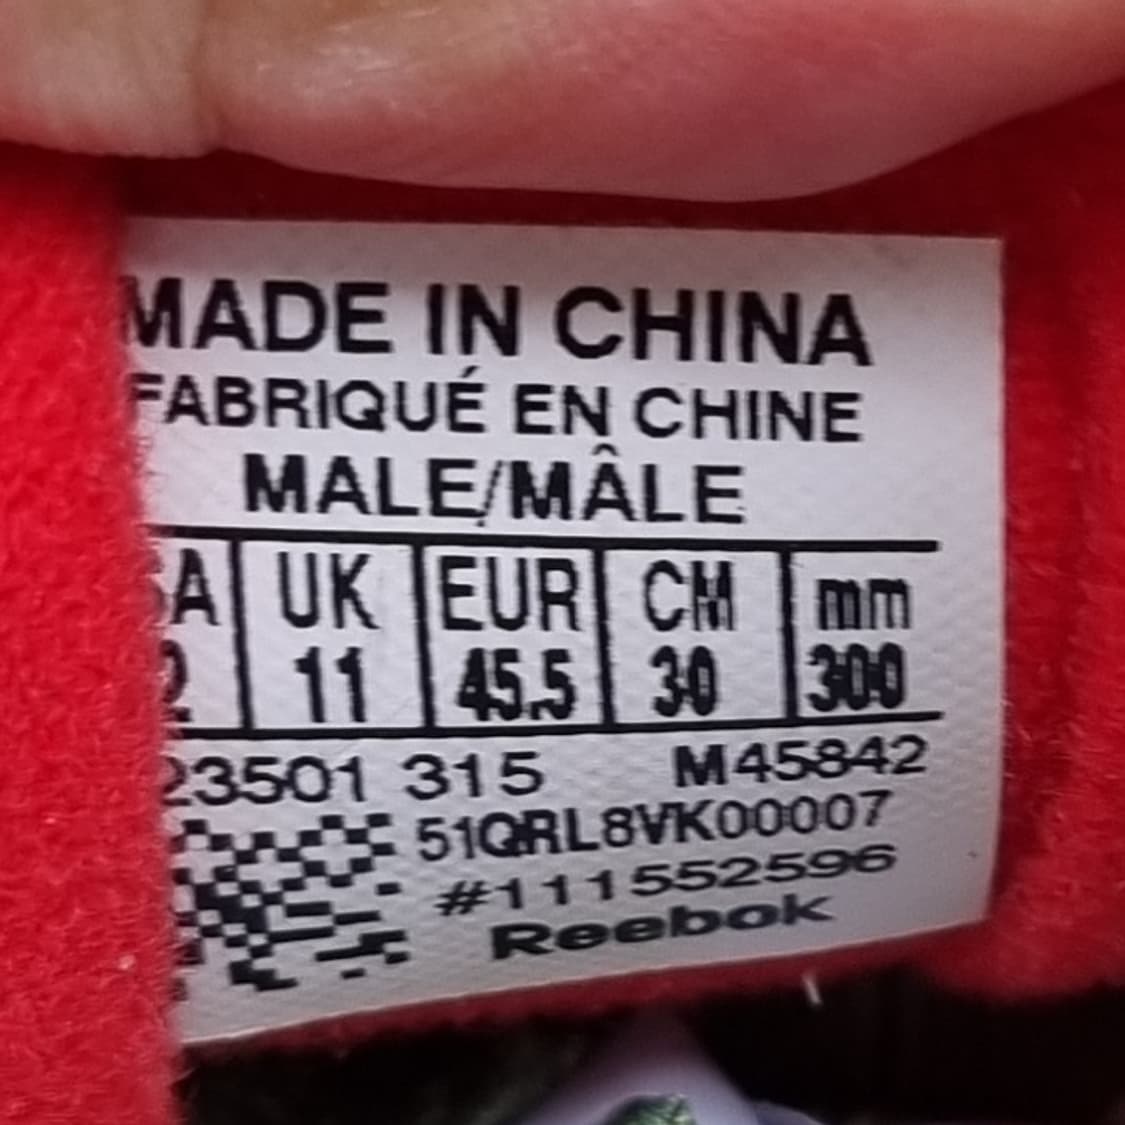 MADE IN CHINA
FABRIQUÉ EN CHINE
MALE/MÂLE
UK EUR CM mm
11 45.5 30 300
23501 315 M45842
51QRL8VK00007
#111552596
Reebok